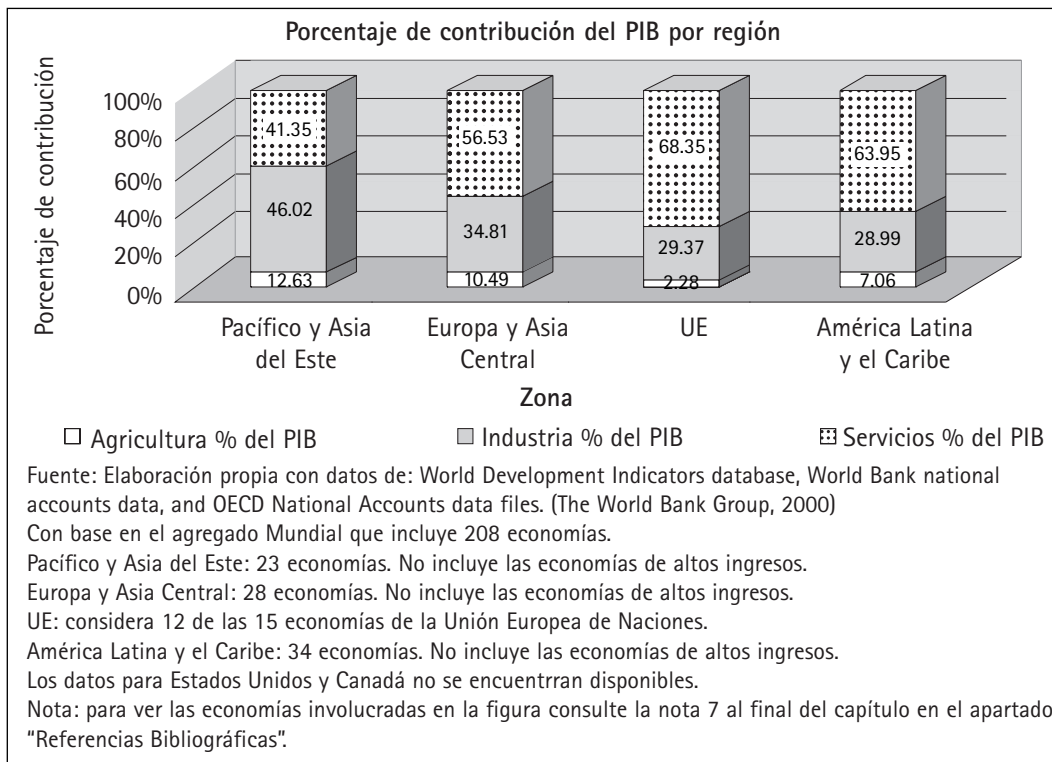 Porcentaje de contribución del PIB por región
Porcentaje de contribución
100%
80%
60%
40%
20%
0%
41.35
46.02
12.63
56.53
34.81
10.49
68.35
29.37
2.28
63.95
28.99
7.06
Pacífico y Asia
del Este
Europa y Asia
Central
UE
América Latina
y el Caribe
Zona
Agricultura % del PIB
Industria % del PIB
Servicios % del PIB
Fuente: Elaboración propia con datos de: World Development Indicators database, World Bank national
accounts data, and OECD National Accounts data files. (The World Bank Group, 2000)
Con base en el agregado Mundial que incluye 208 economías.
Pacífico y Asia del Este: 23 economías. No incluye las economías de altos ingresos.
Europa y Asia Central: 28 economías. No incluye las economías de altos ingresos.
UE: considera 12 de las 15 economías de la Unión Europea de Naciones.
América Latina y el Caribe: 34 economías. No incluye las economías de altos ingresos.
Los datos para Estados Unidos y Canadá no se encuentrran disponibles.
Nota: para ver las economías involucradas en la figura consulte la nota 7 al final del capítulo en el apartado
"Referencias Bibliográficas".